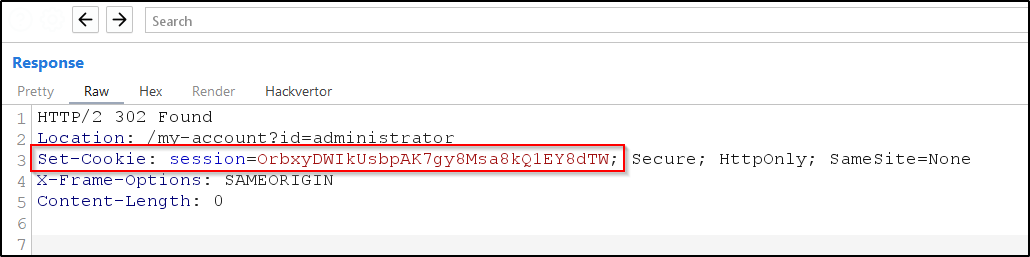 Search
Response
Pretty Raw Hex Render Hackvertor
1 HTTP/2 302 Found
2 Location: /my-account?id=administrator
3 Set-Cookie: session=OrbxyDWIkUsbpAK7gy8Msa8kQ1EY8dTW; Secure; HttpOnly; SameSite=None
4 X-Frame-Options: SAMEORIGIN
5 Content-Length: 0
6
7